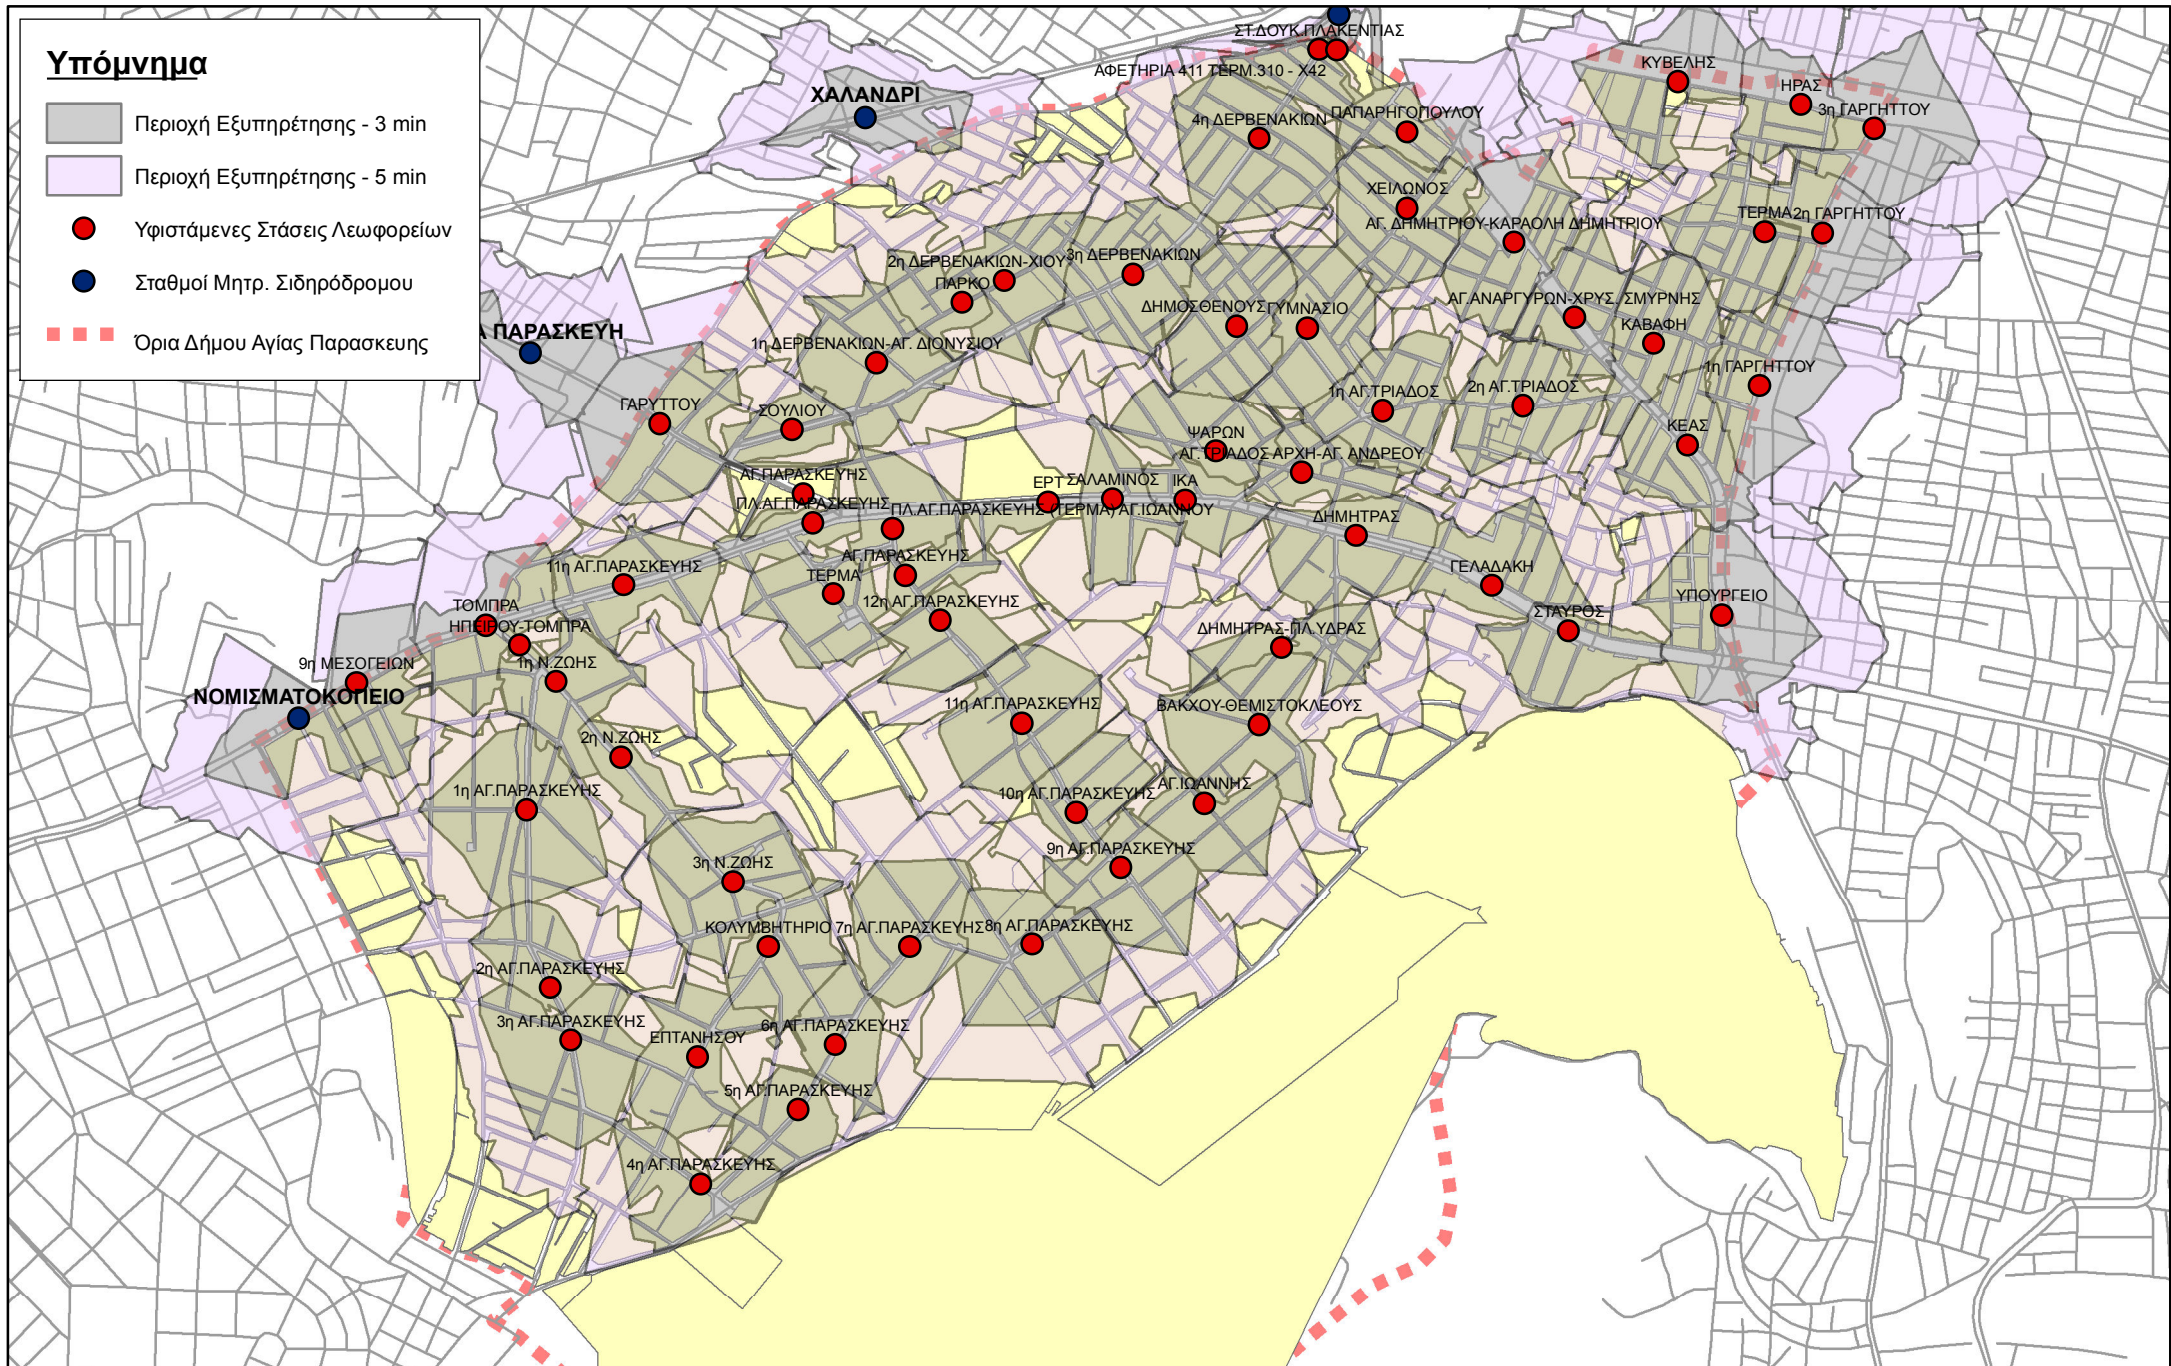 Υπόμνημα
Περιοχή Εξυπηρέτησης - 3 min
Περιοχή Εξυπηρέτησης - 5 min
Υφιστάμενες Στάσεις Λεωφορείων
Σταθμοί Μητρ. Σιδηρόδρομου
Όρια Δήμου Αγίας Παρασκευης
ΣΤ.ΔΟΥΚ.ΠΛΑΚΕΝΤΙΑΣ
ΑΦΕΤΗΡΙΑ 411 ΤΕΡΜ.310 - Χ42
ΚΥΒΕΛΗΣ
ΗΡΑΣ
3η ΓΑΡΓΗΤΤΟΥ
ΧΑΛΑΝΔΡΙ
4η ΔΕΡΒΕΝΑΚΙΩΝ
ΠΑΠΑΡΗΓΟΠΟΥΛΟΥ
ΧΕΙΛΩΝΟΣ
ΑΓ. ΔΗΜΗΤΡΙΟΥ-ΚΑΡΑΟΛΗ ΔΗΜΗΤΡΙΟΥ
ΤΕΡΜΑ
2η ΓΑΡΓΗΤΤΟΥ
2η ΔΕΡΒΕΝΑΚΙΩΝ-ΧΙΟΥ
3η ΔΕΡΒΕΝΑΚΙΩΝ
ΠΑΡΚΟ
ΔΗΜΟΣΘΕΝΟΥΣ
ΓΥΜΝΑΣΙΟ
ΑΓ.ΑΝΑΡΓΥΡΩΝ-ΧΡΥΣ. ΣΜΥΡΝΗΣ
ΚΑΒΑΦΗ
Α ΠΑΡΑΣΚΕΥΗ
1η ΔΕΡΒΕΝΑΚΙΩΝ-ΑΓ. ΔΙΟΝΥΣΙΟΥ
1η ΓΑΡΓΗΤΤΟΥ
ΓΑΡΥΤΤΟΥ
ΣΟΥΛΙΟΥ
1η ΑΓ.ΤΡΙΑΔΟΣ
2η ΑΓ.ΤΡΙΑΔΟΣ
ΚΕΑΣ
ΨΑΡΩΝ
ΑΓ.ΤΡΙΑΔΟΣ ΑΡΧΗ-ΑΓ. ΑΝΔΡΕΟΥ
ΑΓ.ΠΑΡΑΣΚΕΥΗΣ
ΕΡΤ
ΣΑΛΑΜΙΝΟΣ
ΙΚΑ
ΠΛ.ΑΓ.ΠΑΡΑΣΚΕΥΗΣ
ΠΛ.ΑΓ.ΠΑΡΑΣΚΕΥΗΣ (ΤΕΡΜΑ) ΑΓ.ΙΩΑΝΝΟΥ
ΔΗΜΗΤΡΑΣ
11η ΑΓ.ΠΑΡΑΣΚΕΥΗΣ
ΑΓ.ΠΑΡΑΣΚΕΥΗΣ
ΤΕΡΜΑ
ΓΕΛΑΔΑΚΗ
12η ΑΓ.ΠΑΡΑΣΚΕΥΗΣ
ΣΤΑΥΡΟΣ
ΥΠΟΥΡΓΕΙΟ
ΤΟΜΠΡΑ
ΗΠΕΙΡΟΥ-ΤΟΜΠΡΑ
ΔΗΜΗΤΡΑΣ-ΠΛ.ΥΔΡΑΣ
9η ΜΕΣΟΓΕΙΩΝ
1η Ν.ΖΩΗΣ
ΝΟΜΙΣΜΑΤΟΚΟΠΕΙΟ
11η ΑΓ.ΠΑΡΑΣΚΕΥΗΣ
ΒΑΚΧΟΥ-ΘΕΜΙΣΤΟΚΛΕΟΥΣ
2η Ν.ΖΩΗΣ
1η ΑΓ.ΠΑΡΑΣΚΕΥΗΣ
10η ΑΓ.ΠΑΡΑΣΚΕΥΗΣ
ΑΓ.ΙΩΑΝΝΗΣ
3η Ν.ΖΩΗΣ
9η ΑΓ.ΠΑΡΑΣΚΕΥΗΣ
ΚΟΛΥΜΒΗΤΗΡΙΟ
7η ΑΓ.ΠΑΡΑΣΚΕΥΗΣ
8η ΑΓ.ΠΑΡΑΣΚΕΥΗΣ
2η ΑΓ.ΠΑΡΑΣΚΕΥΗΣ
3η ΑΓ.ΠΑΡΑΣΚΕΥΗΣ
ΕΠΤΑΝΗΣΟΥ
6η ΑΓ.ΠΑΡΑΣΚΕΥΗΣ
5η ΑΓ.ΠΑΡΑΣΚΕΥΗΣ
4η ΑΓ.ΠΑΡΑΣΚΕΥΗΣ